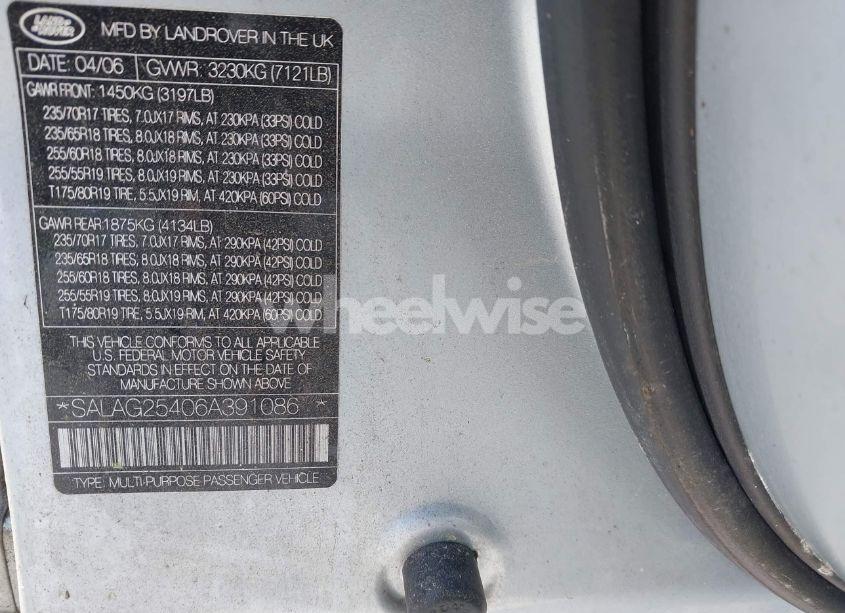 LAND ROVER
MFD BY LANDROVER IN THE UK
DATE: 04/06 GVWR: 3230KG (7121LB)
GAWR FRONT: 1450KG (3197LB)
235/70R17 TIRES, 7.0JX17 RIMS, AT 230KPA (33PSI) COLD
235/65R18 TIRES, 8.0JX18 RIMS, AT 230KPA (33PSI) COLD
255/60R18 TIRES, 8.0JX18 RIMS, AT 230KPA (33PSI) COLD
255/55R19 TIRES, 8.0JX19 RIMS, AT 230KPA (33PSI) COLD
T175/80R19 TIRE, 5.5JX19 RIM, AT 420KPA (60PSI) COLD
GAWR REAR1875KG (4134LB)
235/70R17 TIRES, 7.0JX17 RIMS, AT 290KPA (42PSI) COLD
235/65R18 TIRES, 8.0JX18 RIMS, AT 290KPA (42PSI) COLD
255/60R18 TIRES, 8.0JX18 RIMS, AT 290KPA (42PSI) COLD
255/55R19 TIRES, 8.0JX19 RIMS, AT 290KPA (42PSI) COLD
T175/80R19 TIRE, 5.5JX19 RIM, AT 420KPA (60PSI) COLD
THIS VEHICLE CONFORMS TO ALL APPLICABLE
U.S. FEDERAL MOTOR VEHICLE SAFETY
STANDARDS IN EFFECT ON THE DATE OF
MANUFACTURE SHOWN ABOVE
*SALAG25406A391086*
TYPE: MULTI-PURPOSE PASSENGER VEHICLE
wheelwise